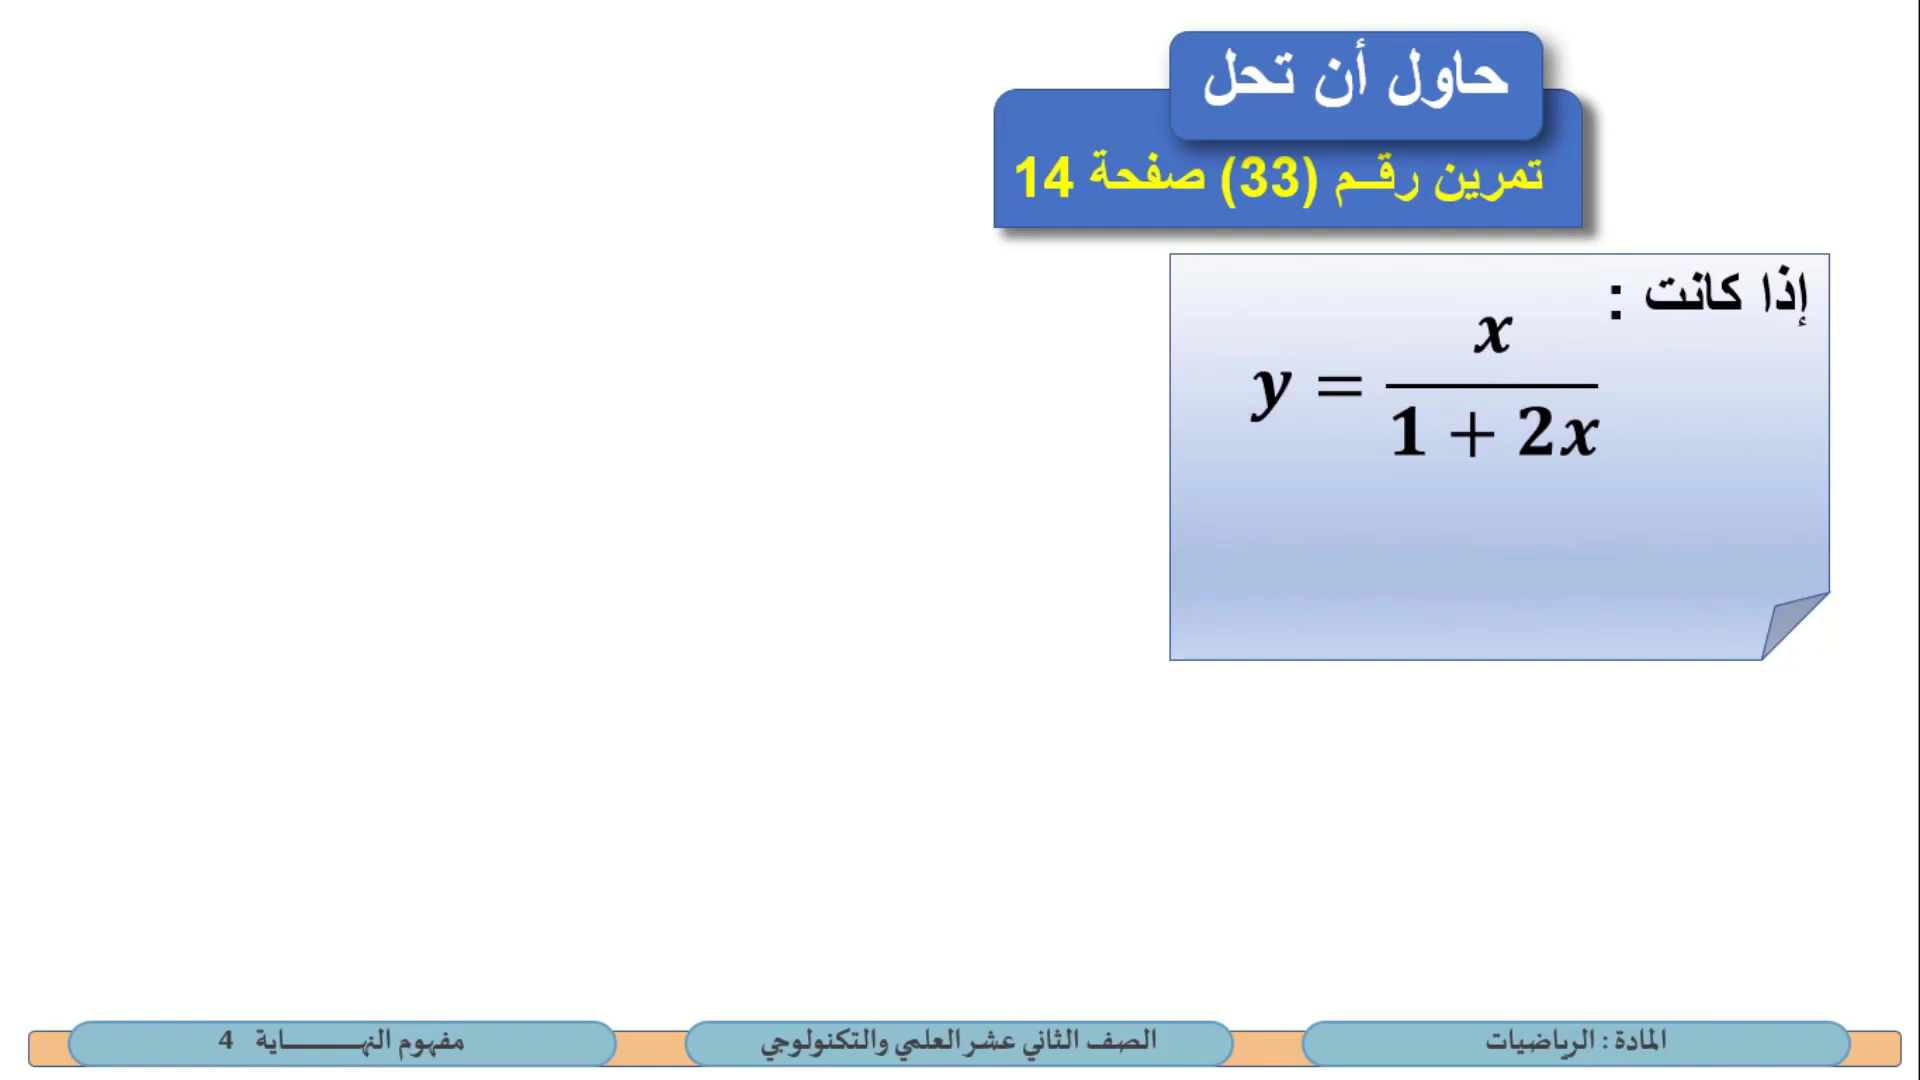 حاول أن تحل
تمرين رقـم (33) صفحة 14
إذا كانت :
y = x / (1 + 2x)
المادة : الرياضيات
الصف الثاني عشر العلمي والتكنولوجي
مفهوم النهـــــــــاية 4